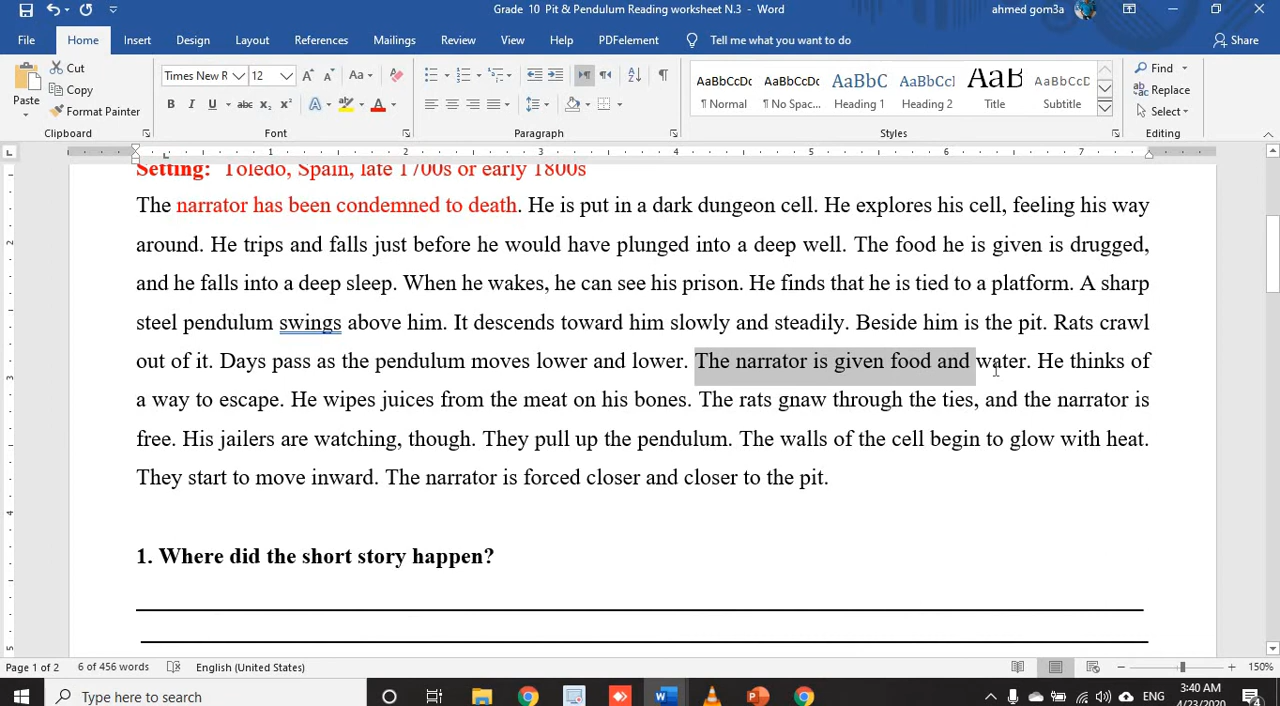 Grade 10 Pit & Pendulum Reading worksheet N.3 - Word
ahmed gom3a
File Home Insert Design Layout References Mailings Review View Help PDFelement Tell me what you want to do Share
Paste
Cut
Copy
Format Painter
Clipboard
Times New R 12
Font
Paragraph
AaBbCcDc AaBbCcDc AaBbC AaBbCcl AaB AaBbCcD
¶ Normal ¶ No Spac... Heading 1 Heading 2 Title Subtitle
Styles
Find
Replace
Select
Editing
1 2 3 4 5 6 7
Setting: Toledo, Spain, late 1700s or early 1800s
The narrator has been condemned to death. He is put in a dark dungeon cell. He explores his cell, feeling his way
around. He trips and falls just before he would have plunged into a deep well. The food he is given is drugged,
and he falls into a deep sleep. When he wakes, he can see his prison. He finds that he is tied to a platform. A sharp
steel pendulum swings above him. It descends toward him slowly and steadily. Beside him is the pit. Rats crawl
out of it. Days pass as the pendulum moves lower and lower. The narrator is given food and water. He thinks of
a way to escape. He wipes juices from the meat on his bones. The rats gnaw through the ties, and the narrator is
free. His jailers are watching, though. They pull up the pendulum. The walls of the cell begin to glow with heat.
They start to move inward. The narrator is forced closer and closer to the pit.
1. Where did the short story happen?
Page 1 of 2 6 of 456 words English (United States) 150%
Type here to search
ENG
3:40 AM
4/23/2020